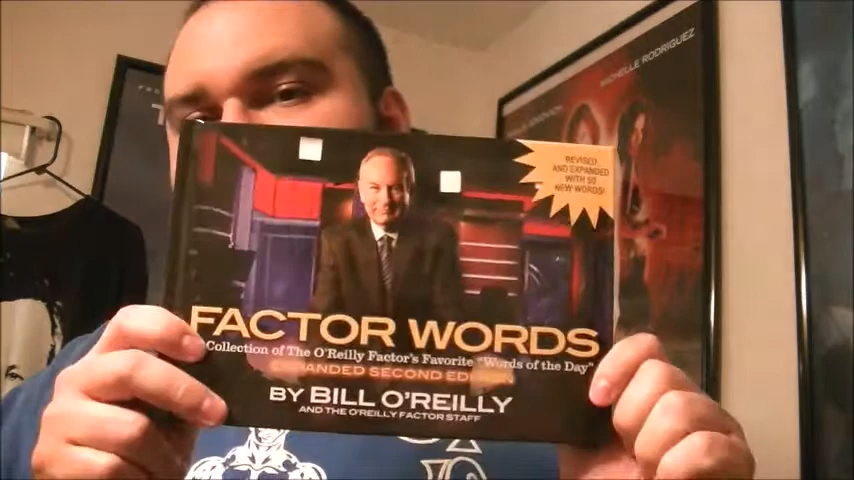 MICHELLE RODRIGUEZ
REVISED
AND EXPANDED
WITH 50
NEW WORDS!
FACTOR WORDS
Collection of The O'Reilly Factor's Favorite "Words of the Day"
EXPANDED SECOND EDITION
BY BILL O'REILLY
AND THE O'REILLY FACTOR STAFF